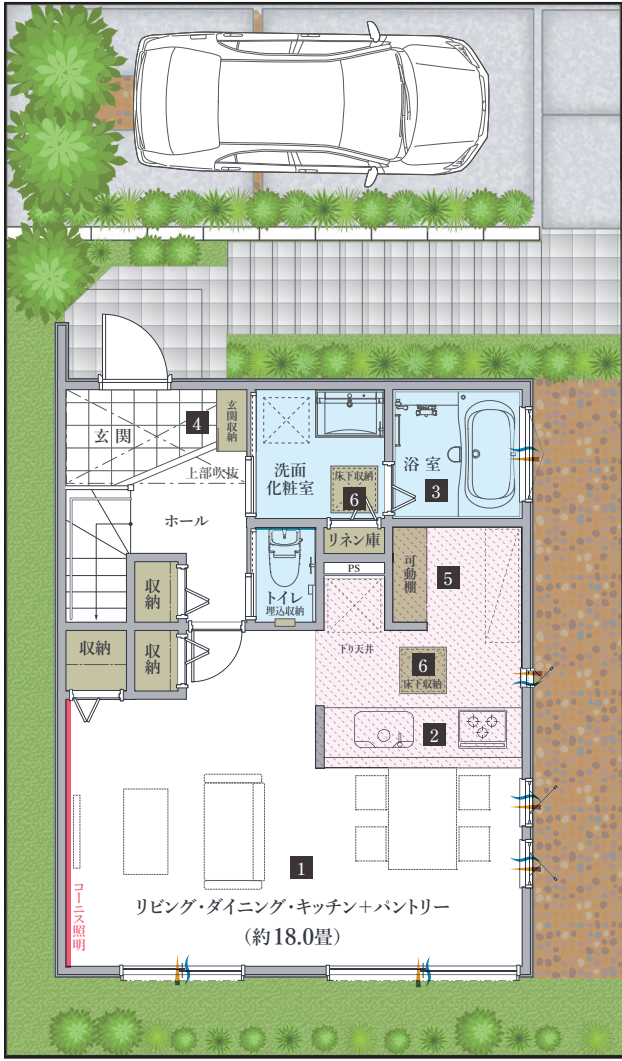 玄関
4
玄関収納
上部吹抜
ホール
洗面
化粧室
床下収納
6
浴室
3
リネン庫
PS
トイレ
埋込収納
可動棚
5
収納
収納
収納
下り天井
6
床下収納
2
1
リビング・ダイニング・キッチン+パントリー
(約18.0畳)
コーニス照明